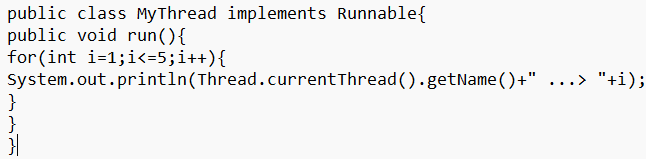 public class MyThread implements Runnable{
public void run(){
for(int i=1;i<=5;i++){
System.out.println(Thread.currentThread().getName()+" ...> "+i);
}
}
}